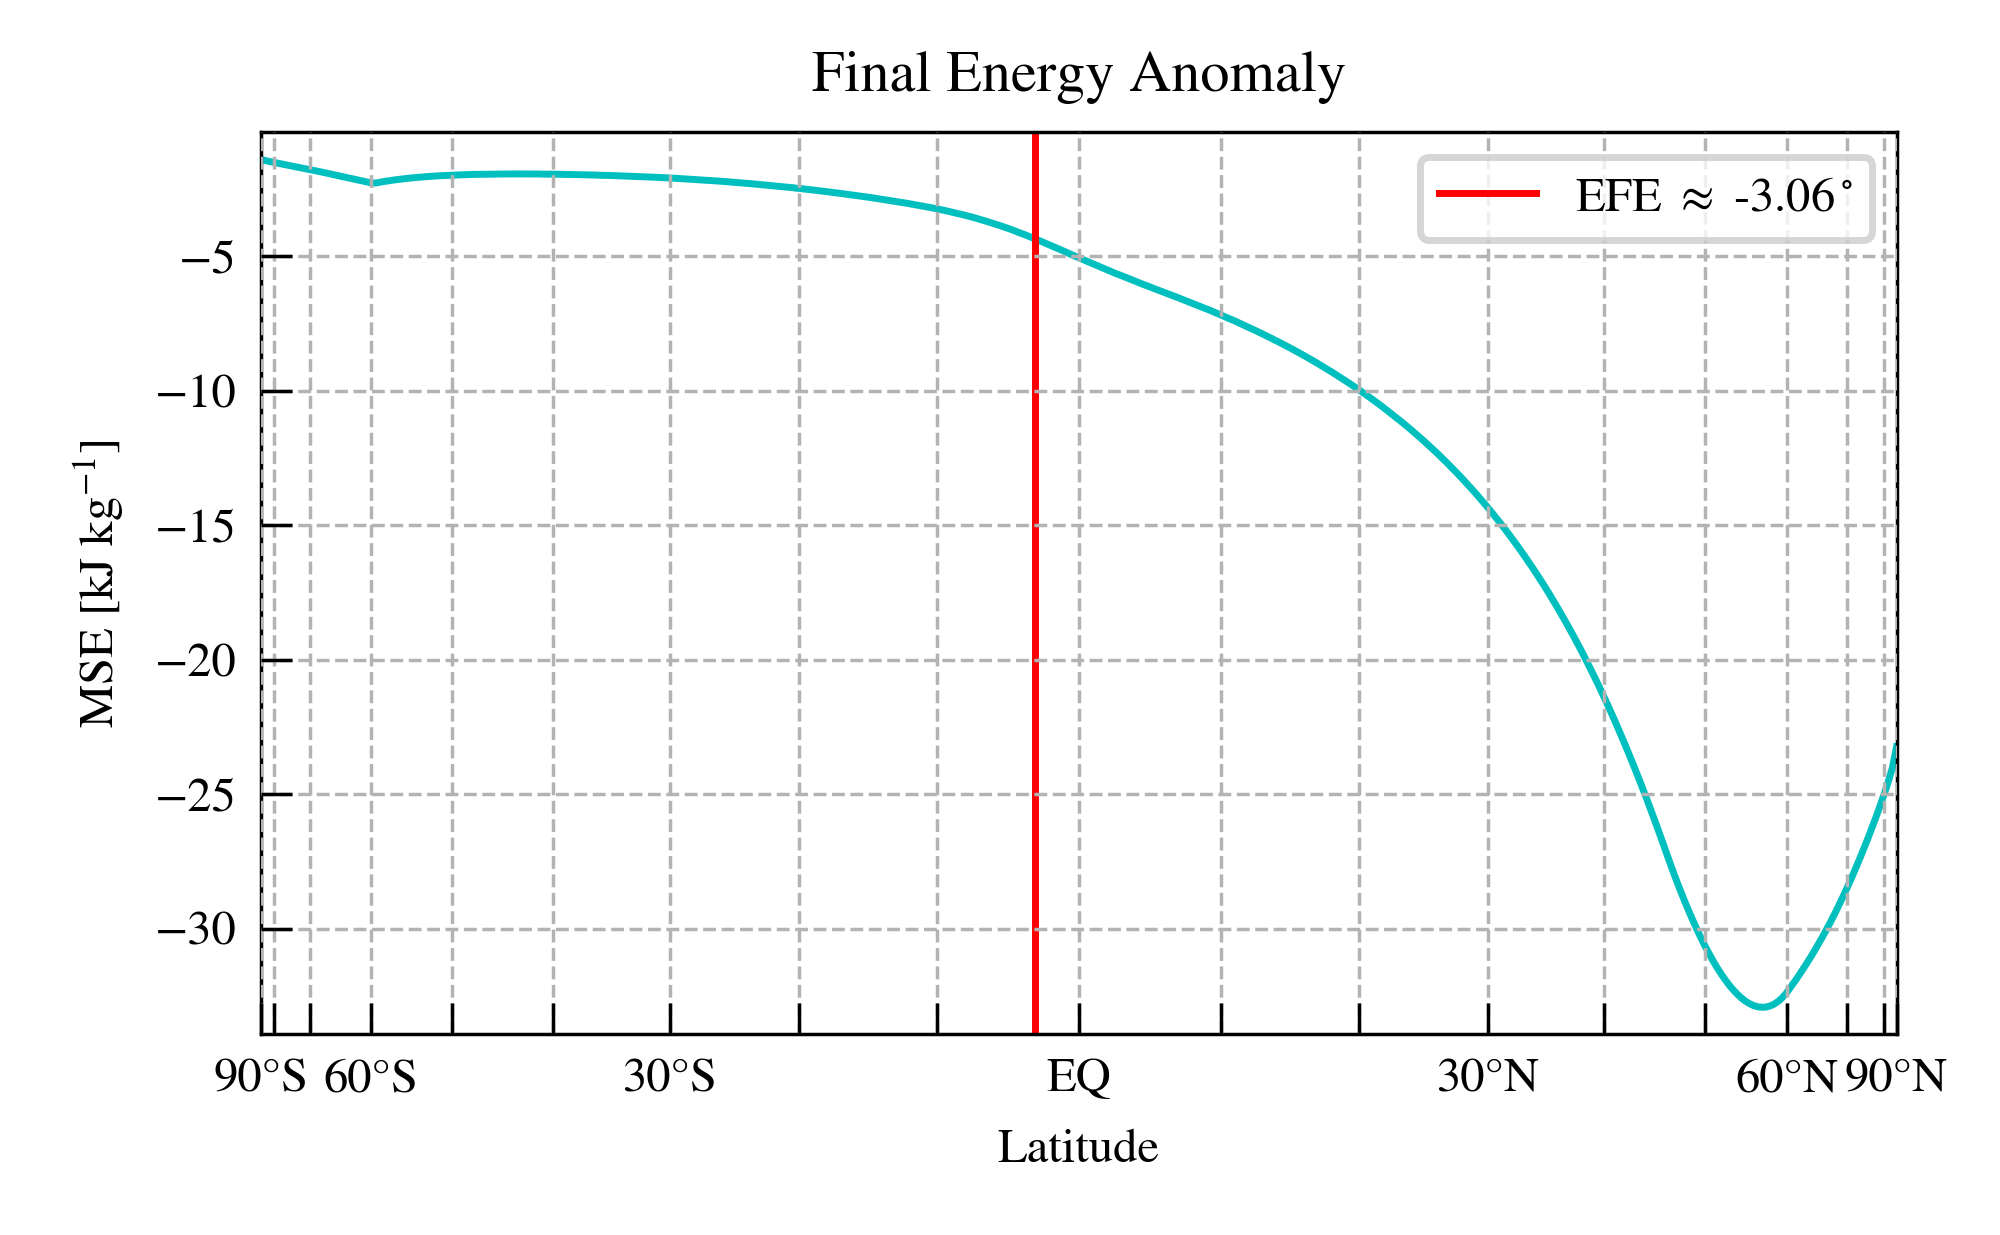 Final Energy Anomaly
EFE ≈ -3.06°
−5
−10
−15
−20
−25
−30
MSE [kJ kg⁻¹]
90°S 60°S 30°S EQ 30°N 60°N 90°N
Latitude